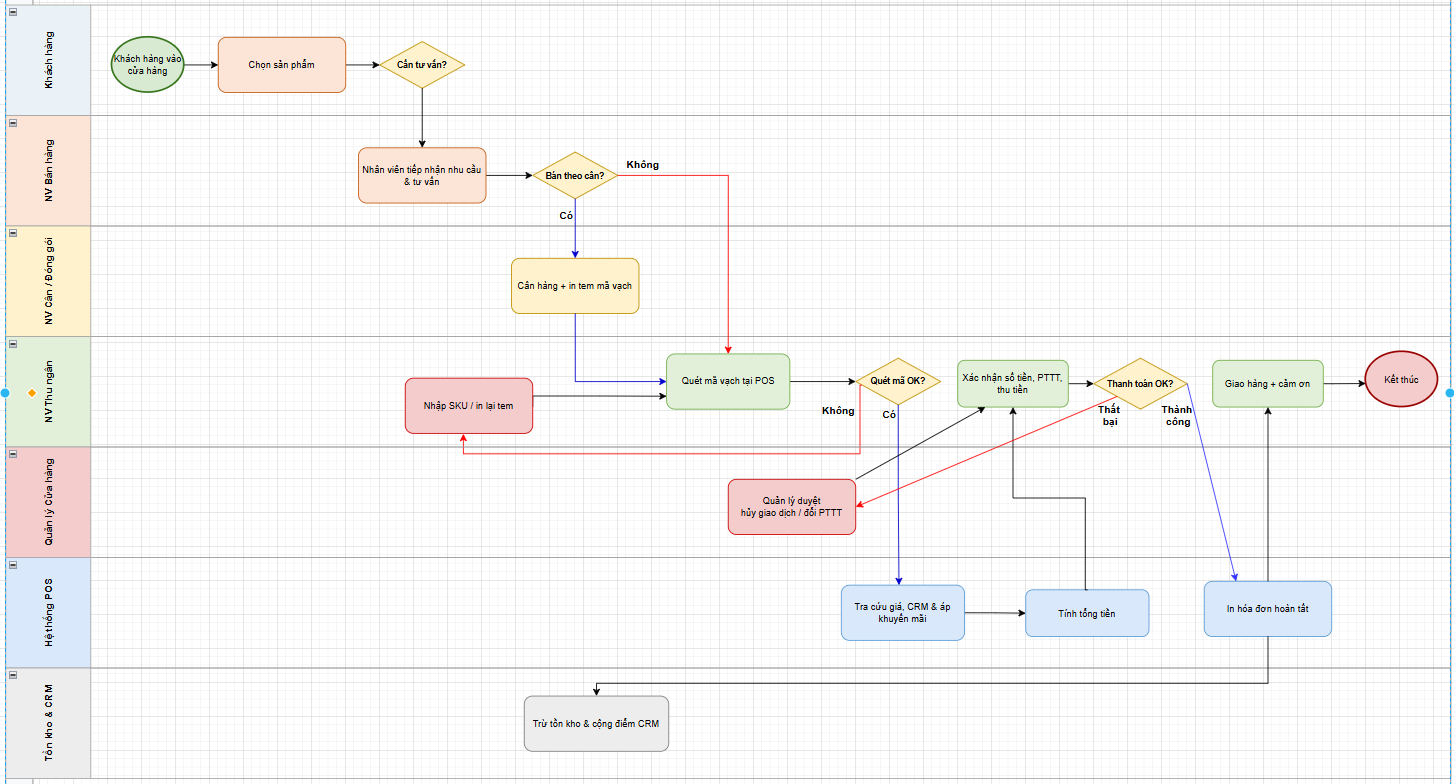 Khách hàng
Khách hàng vào
cửa hàng
Chọn sản phẩm
Cần tư vấn?
NV Bán hàng
Nhân viên tiếp nhận nhu cầu
& tư vấn
Bán theo cân?
Không
Có
NV Cân / Đóng gói
Cân hàng + in tem mã vạch
NV Thu ngân
Nhập SKU / in lại tem
Quét mã vạch tại POS
Quét mã OK?
Không
Có
Xác nhận số tiền, PTTT,
thu tiền
Thanh toán OK?
Thất
bại
Thành
công
Giao hàng + cảm ơn
Kết thúc
Quản lý Cửa hàng
Quản lý duyệt
hủy giao dịch / đổi PTTT
Hệ thống POS
Tra cứu giá, CRM & áp
khuyến mãi
Tính tổng tiền
In hóa đơn hoàn tất
Tồn kho & CRM
Trừ tồn kho & cộng điểm CRM